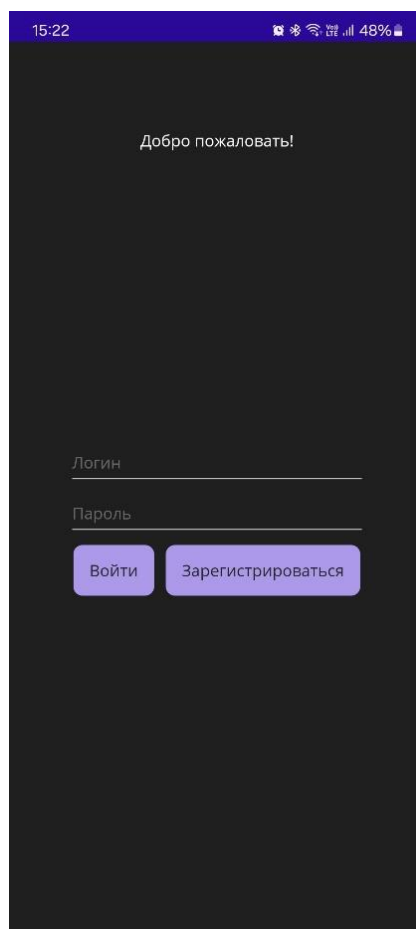 15:22 48%
Добро пожаловать!
Логин
Пароль
Войти Зарегистрироваться